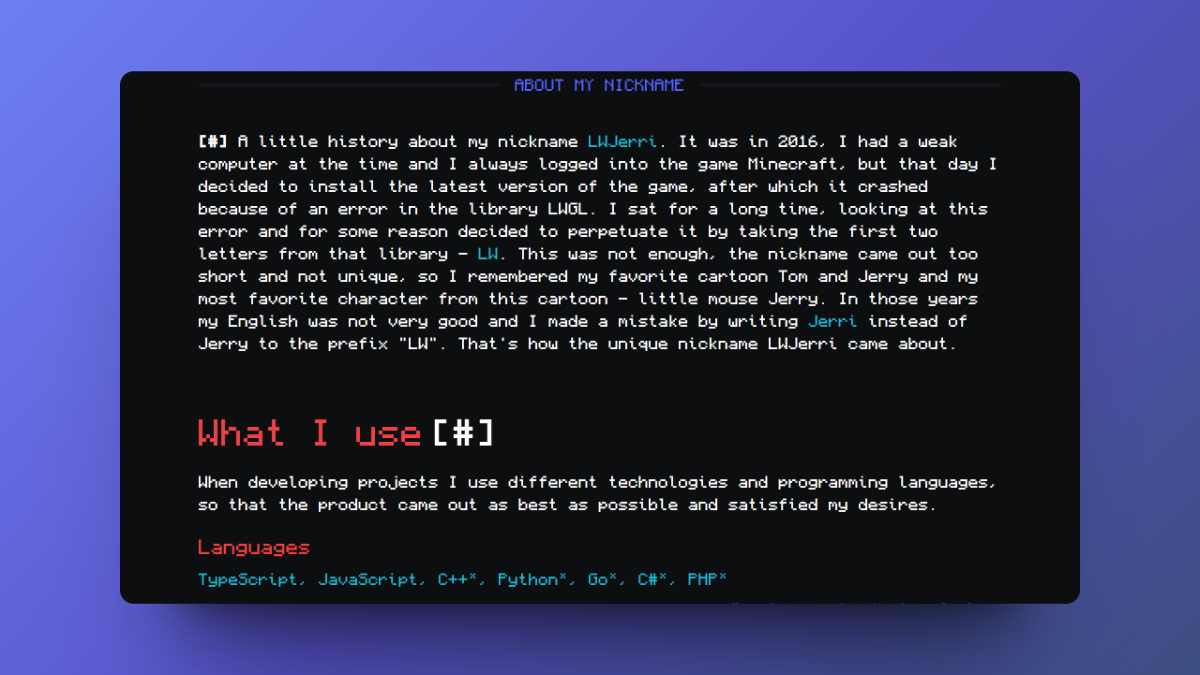 ABOUT MY NICKNAME
[#] A little history about my nickname LWJerri. It was in 2016, I had a weak
computer at the time and I always logged into the game Minecraft, but that day I
decided to install the latest version of the game, after which it crashed
because of an error in the library LWGL. I sat for a long time, looking at this
error and for some reason decided to perpetuate it by taking the first two
letters from that library – LW. This was not enough, the nickname came out too
short and not unique, so I remembered my favorite cartoon Tom and Jerry and my
most favorite character from this cartoon – little mouse Jerry. In those years
my English was not very good and I made a mistake by writing Jerri instead of
Jerry to the prefix "LW". That's how the unique nickname LWJerri came about.
What I use [#]
When developing projects I use different technologies and programming languages,
so that the product came out as best as possible and satisfied my desires.
Languages
TypeScript, JavaScript, C++*, Python*, Go*, C#*, PHP*